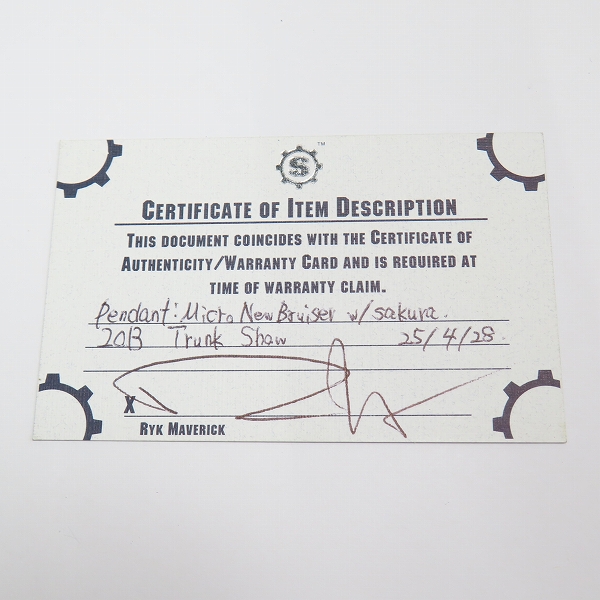 S ™
CERTIFICATE OF ITEM DESCRIPTION
THIS DOCUMENT COINCIDES WITH THE CERTIFICATE OF
AUTHENTICITY/WARRANTY CARD AND IS REQUIRED AT
TIME OF WARRANTY CLAIM.
Pendant: Micro New Bruiser w/ sakura.
2013 Trunk Show 25/4/28.
X
RYK MAVERICK